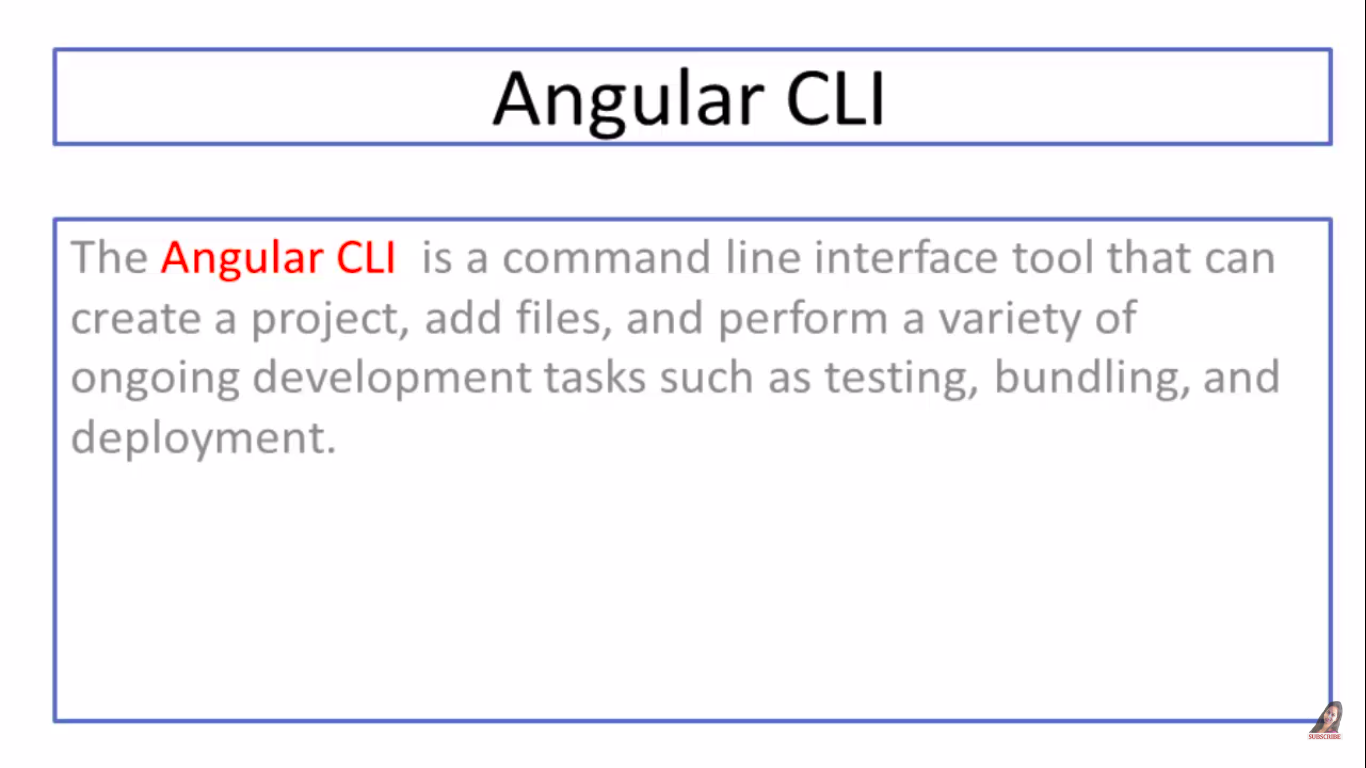 Angular CLI
The Angular CLI is a command line interface tool that can
create a project, add files, and perform a variety of
ongoing development tasks such as testing, bundling, and
deployment.
SUBSCRIBE